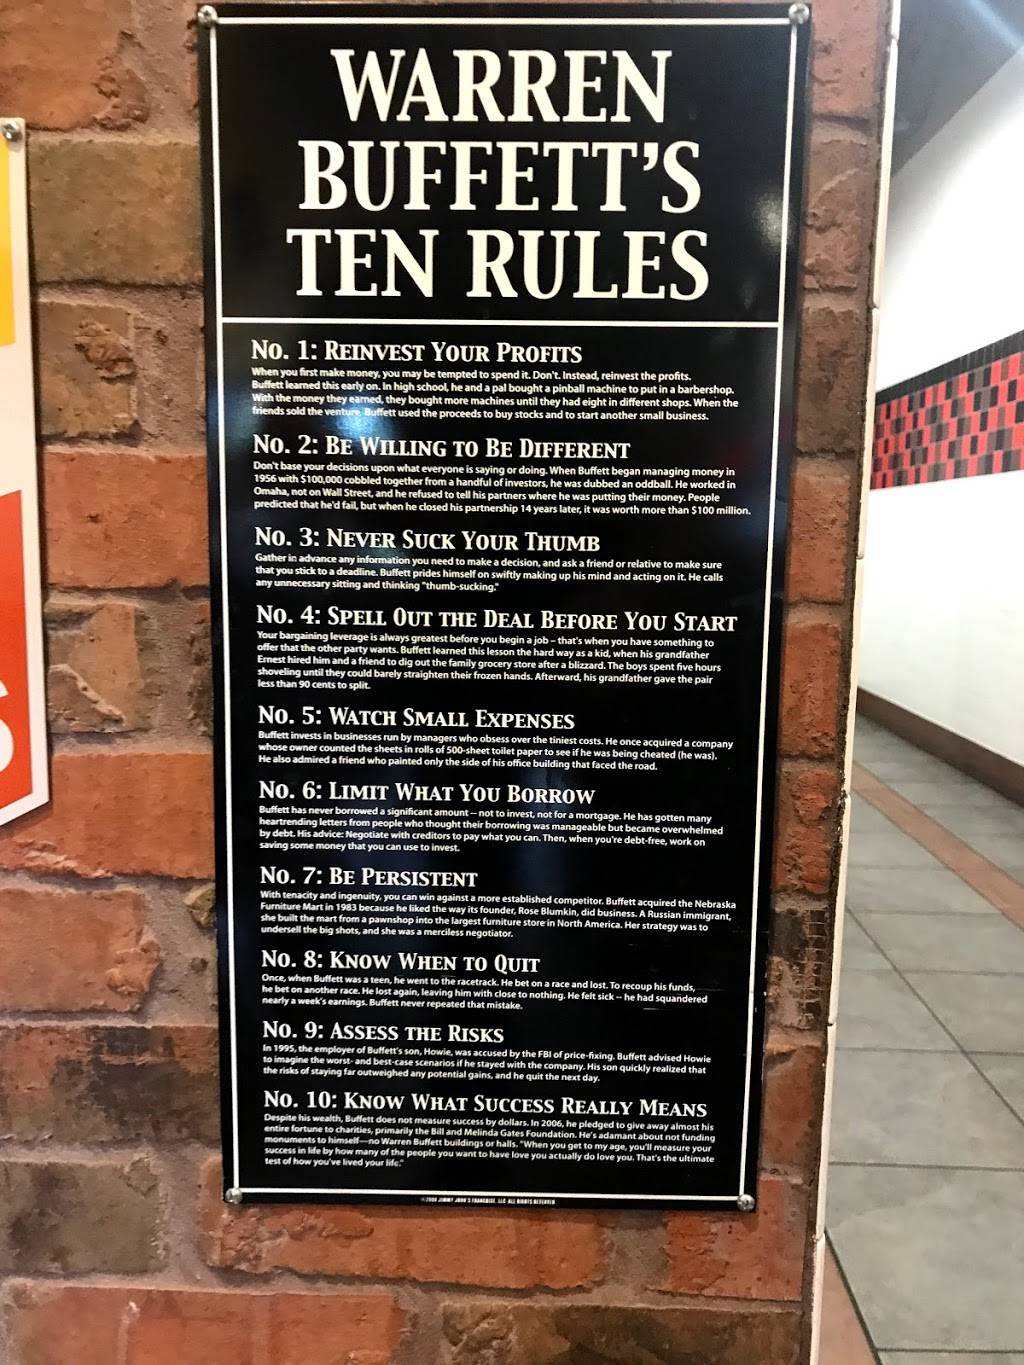 WARREN
BUFFETT'S
TEN RULES
No. 1: Reinvest Your Profits
When you first make money, you may be tempted to spend it. Don't. Instead, reinvest the profits.
Buffett learned this early on. In high school, he and a pal bought a pinball machine to put in a barbershop.
With the money they earned, they bought more machines until they had eight in different shops. When the
friends sold the venture, Buffett used the proceeds to buy stocks and to start another small business.
No. 2: Be Willing to Be Different
Don't base your decisions upon what everyone is saying or doing. When Buffett began managing money in
1956 with $100,000 cobbled together from a handful of investors, he was dubbed an oddball. He worked in
Omaha, not on Wall Street, and he refused to tell his partners where he was putting their money. People
predicted that he'd fail, but when he closed his partnership 14 years later, it was worth more than $100 million.
No. 3: Never Suck Your Thumb
Gather in advance any information you need to make a decision, and ask a friend or relative to make sure
that you stick to a deadline. Buffett prides himself on swiftly making up his mind and acting on it. He calls
any unnecessary sitting and thinking "thumb-sucking."
No. 4: Spell Out the Deal Before You Start
Your bargaining leverage is always greatest before you begin a job – that's when you have something to
offer that the other party wants. Buffett learned this lesson the hard way as a kid, when his grandfather
Ernest hired him and a friend to dig out the family grocery store after a blizzard. The boys spent five hours
shoveling until they could barely straighten their frozen hands. Afterward, his grandfather gave the pair
less than 90 cents to split.
No. 5: Watch Small Expenses
Buffett invests in businesses run by managers who obsess over the tiniest costs. He once acquired a company
whose owner counted the sheets in rolls of 500-sheet toilet paper to see if he was being cheated (he was).
He also admired a friend who painted only the side of his office building that faced the road.
No. 6: Limit What You Borrow
Buffett has never borrowed a significant amount -- not to invest, not for a mortgage. He has gotten many
heartrending letters from people who thought their borrowing was manageable but became overwhelmed
by debt. His advice: Negotiate with creditors to pay what you can. Then, when you're debt-free, work on
saving some money that you can use to invest.
No. 7: Be Persistent
With tenacity and ingenuity, you can win against a more established competitor. Buffett acquired the Nebraska
Furniture Mart in 1983 because he liked the way its founder, Rose Blumkin, did business. A Russian immigrant,
she built the mart from a pawnshop into the largest furniture store in North America. Her strategy was to
undersell the big shots, and she was a merciless negotiator.
No. 8: Know When to Quit
Once, when Buffett was a teen, he went to the racetrack. He bet on a race and lost. To recoup his funds,
he bet on another race. He lost again, leaving him with close to nothing. He felt sick -- he had squandered
nearly a week's earnings. Buffett never repeated that mistake.
No. 9: Assess the Risks
In 1995, the employer of Buffett's son, Howie, was accused by the FBI of price-fixing. Buffett advised Howie
to imagine the worst- and best-case scenarios if he stayed with the company. His son quickly realized that
the risks of staying far outweighed any potential gains, and he quit the next day.
No. 10: Know What Success Really Means
Despite his wealth, Buffett does not measure success by dollars. In 2006, he pledged to give away almost his
entire fortune to charities, primarily the Bill and Melinda Gates Foundation. He's adamant about not funding
monuments to himself—no Warren Buffett buildings or halls. "When you get to my age, you'll measure your
success in life by how many of the people you want to have love you actually do love you. That's the ultimate
test of how you've lived your life."
©2008 JIMMY JOHN'S FRANCHISE, LLC ALL RIGHTS RESERVED
S